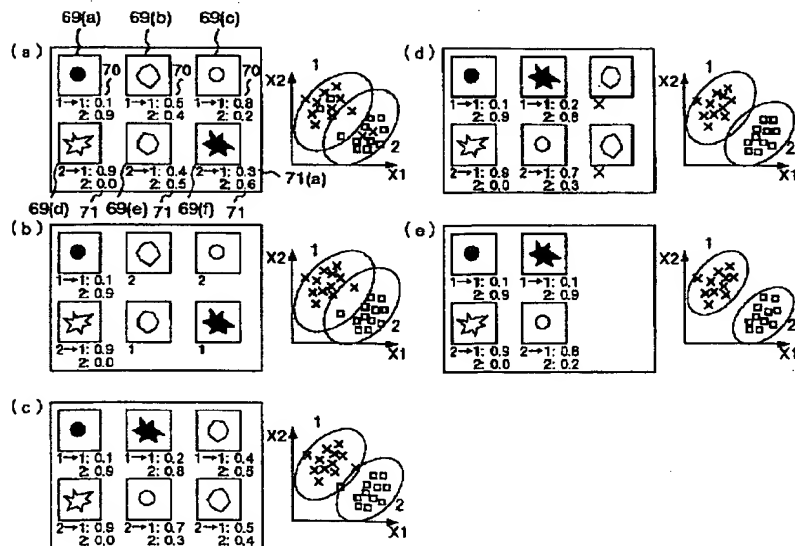 69(a) 69(b) 69(c)
(a) 70 70 70 X2 1
1→1: 0.1 1→1: 0.5 1→1: 0.8
2: 0.9 2: 0.4 2: 0.2
2→1: 0.9 2→1: 0.4 2→1: 0.3 2
2: 0.0 2: 0.5 2: 0.6 71(a) X1
69(d) 71 69(e) 71 69(f) 71
(b) X2 1
1→1: 0.1 2 2
2: 0.9
2→1: 0.9 1 1 2
2: 0.0 X1
(c) X2 1
1→1: 0.1 1→1: 0.2 1→1: 0.4
2: 0.9 2: 0.8 2: 0.5
2→1: 0.9 2→1: 0.7 2→1: 0.5 2
2: 0.0 2: 0.3 2: 0.4 X1
(d) X2 1
1→1: 0.1 1→1: 0.2 ×
2: 0.9 2: 0.8
2→1: 0.9 2→1: 0.7 × 2
2: 0.0 2: 0.3 X1
(e) X2 1
1→1: 0.1 1→1: 0.1
2: 0.9 2: 0.9
2→1: 0.9 2→1: 0.8 2
2: 0.0 2: 0.2 X1